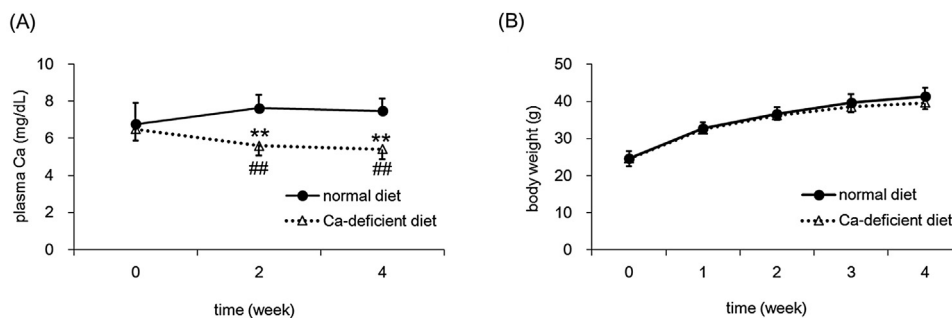 (A)
plasma Ca (mg/dL)
10
8
6
4
2
0
**
**
##
##
normal diet
Ca-deficient diet
0 2 4
time (week)
(B)
body weight (g)
50
40
30
20
10
0
normal diet
Ca-deficient diet
0 1 2 3 4
time (week)